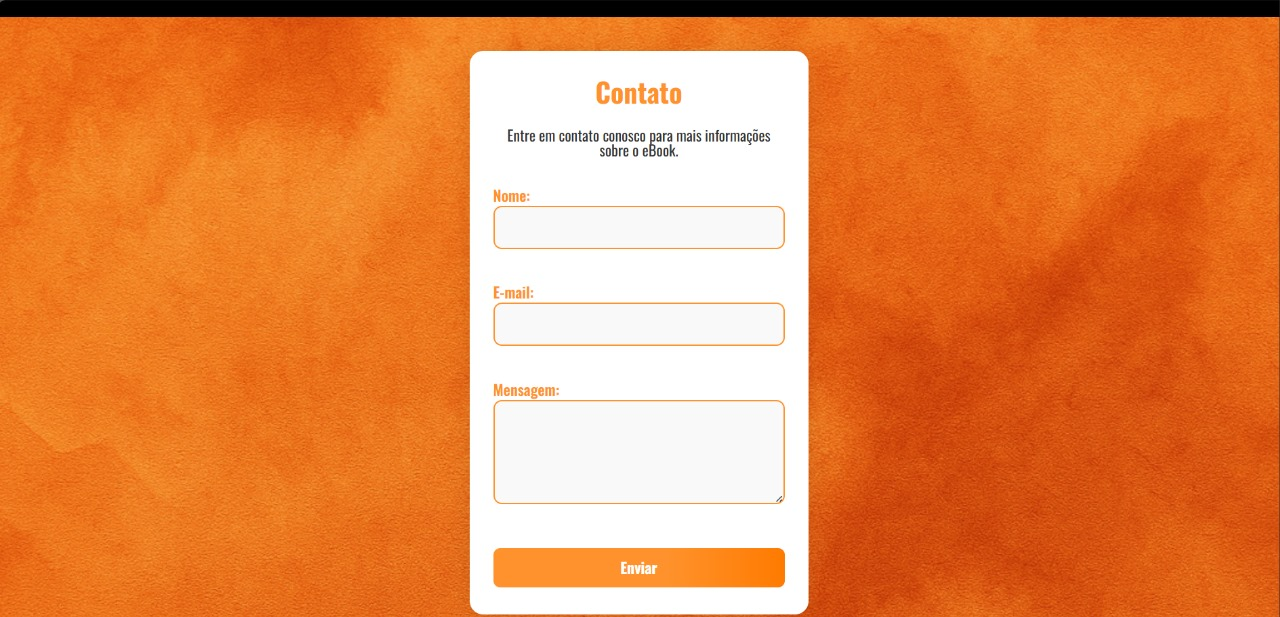 Contato
Entre em contato conosco para mais informações
sobre o eBook.
Nome:
E-mail:
Mensagem:
Enviar